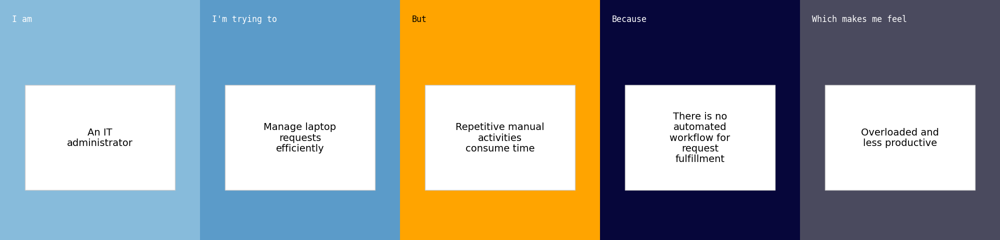 I am
An IT
administrator
I'm trying to
Manage laptop
requests
efficiently
But
Repetitive manual
activities
consume time
Because
There is no
automated
workflow for
request
fulfillment
Which makes me feel
Overloaded and
less productive